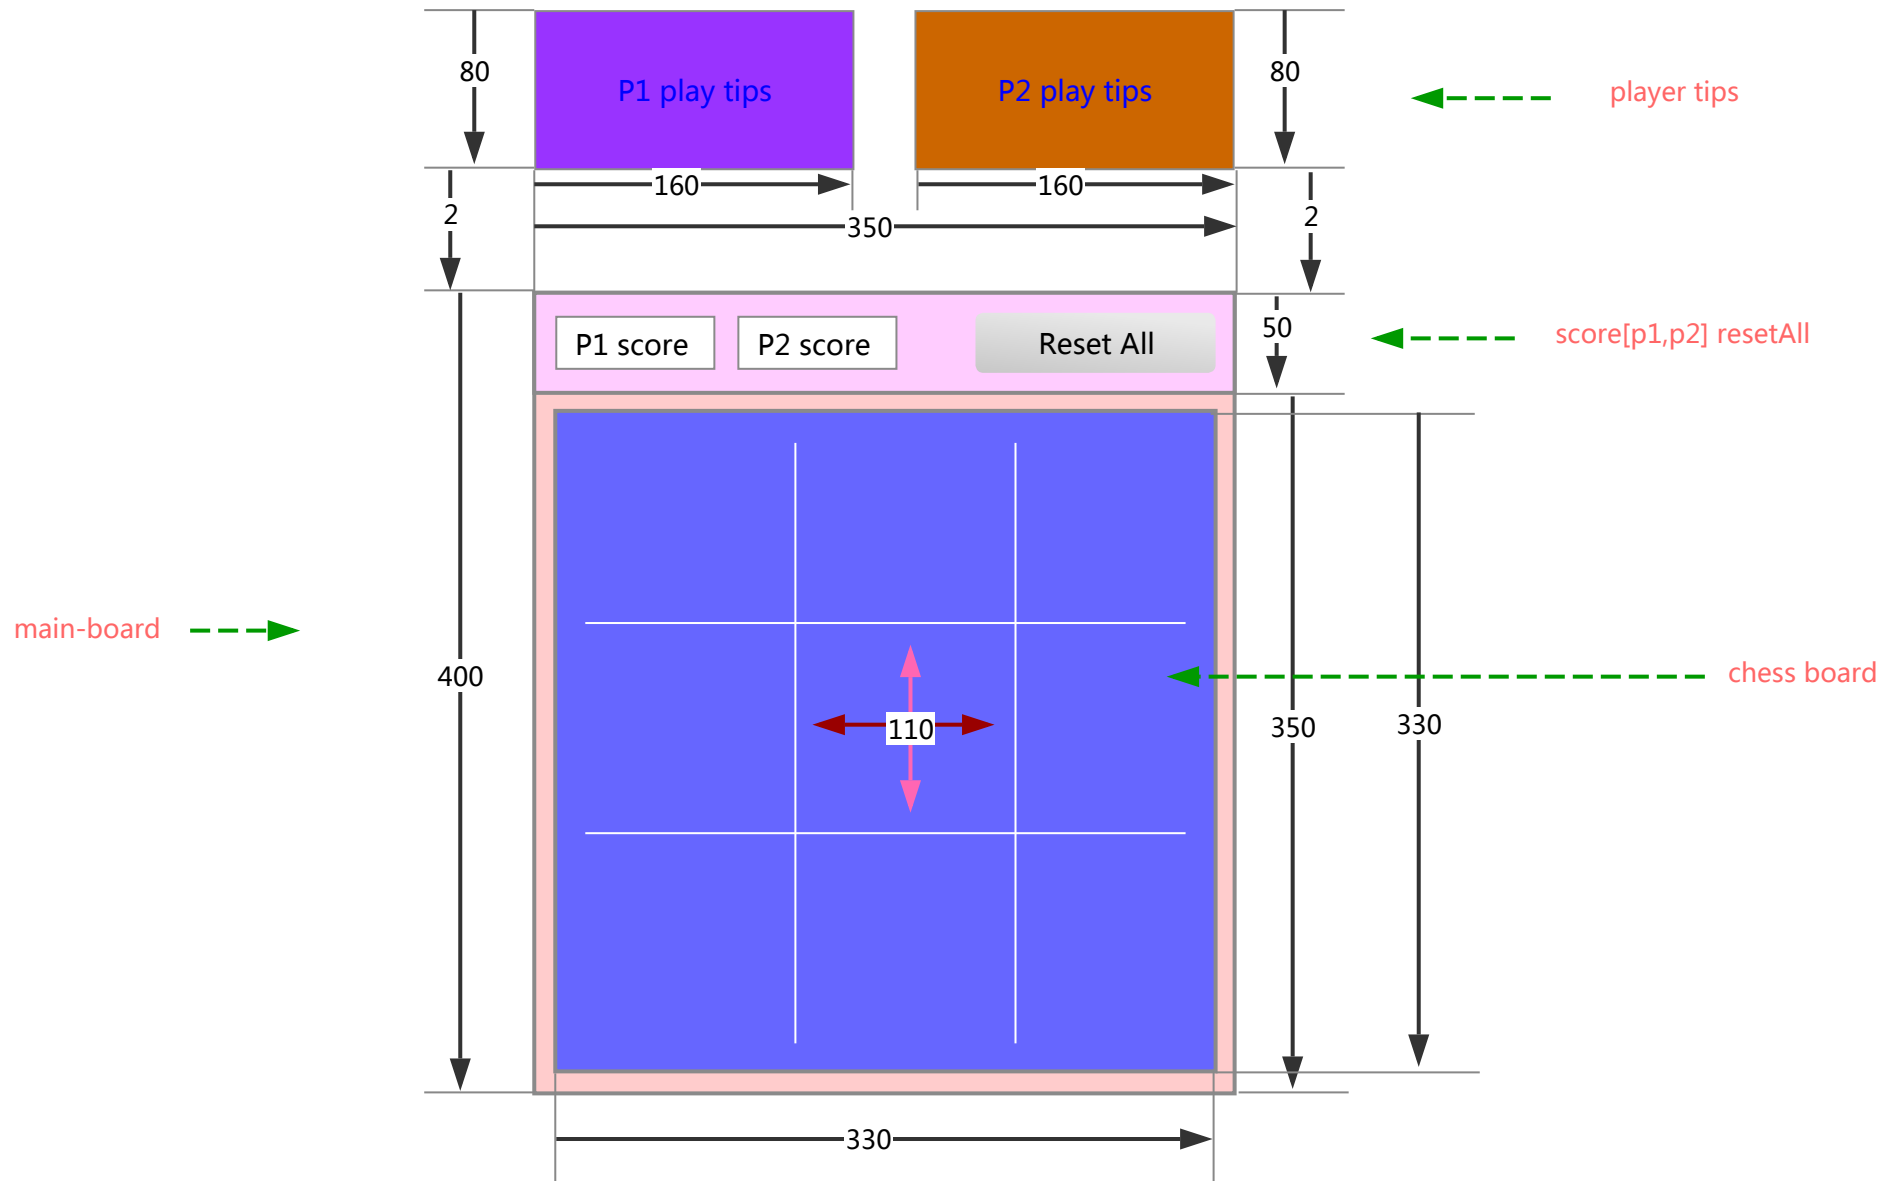 80
P1 play tips
P2 play tips
80
player tips
160
160
2
350
2
P1 score
P2 score
Reset All
50
score[p1,p2] resetAll
main-board
400
110
chess board
350
330
330